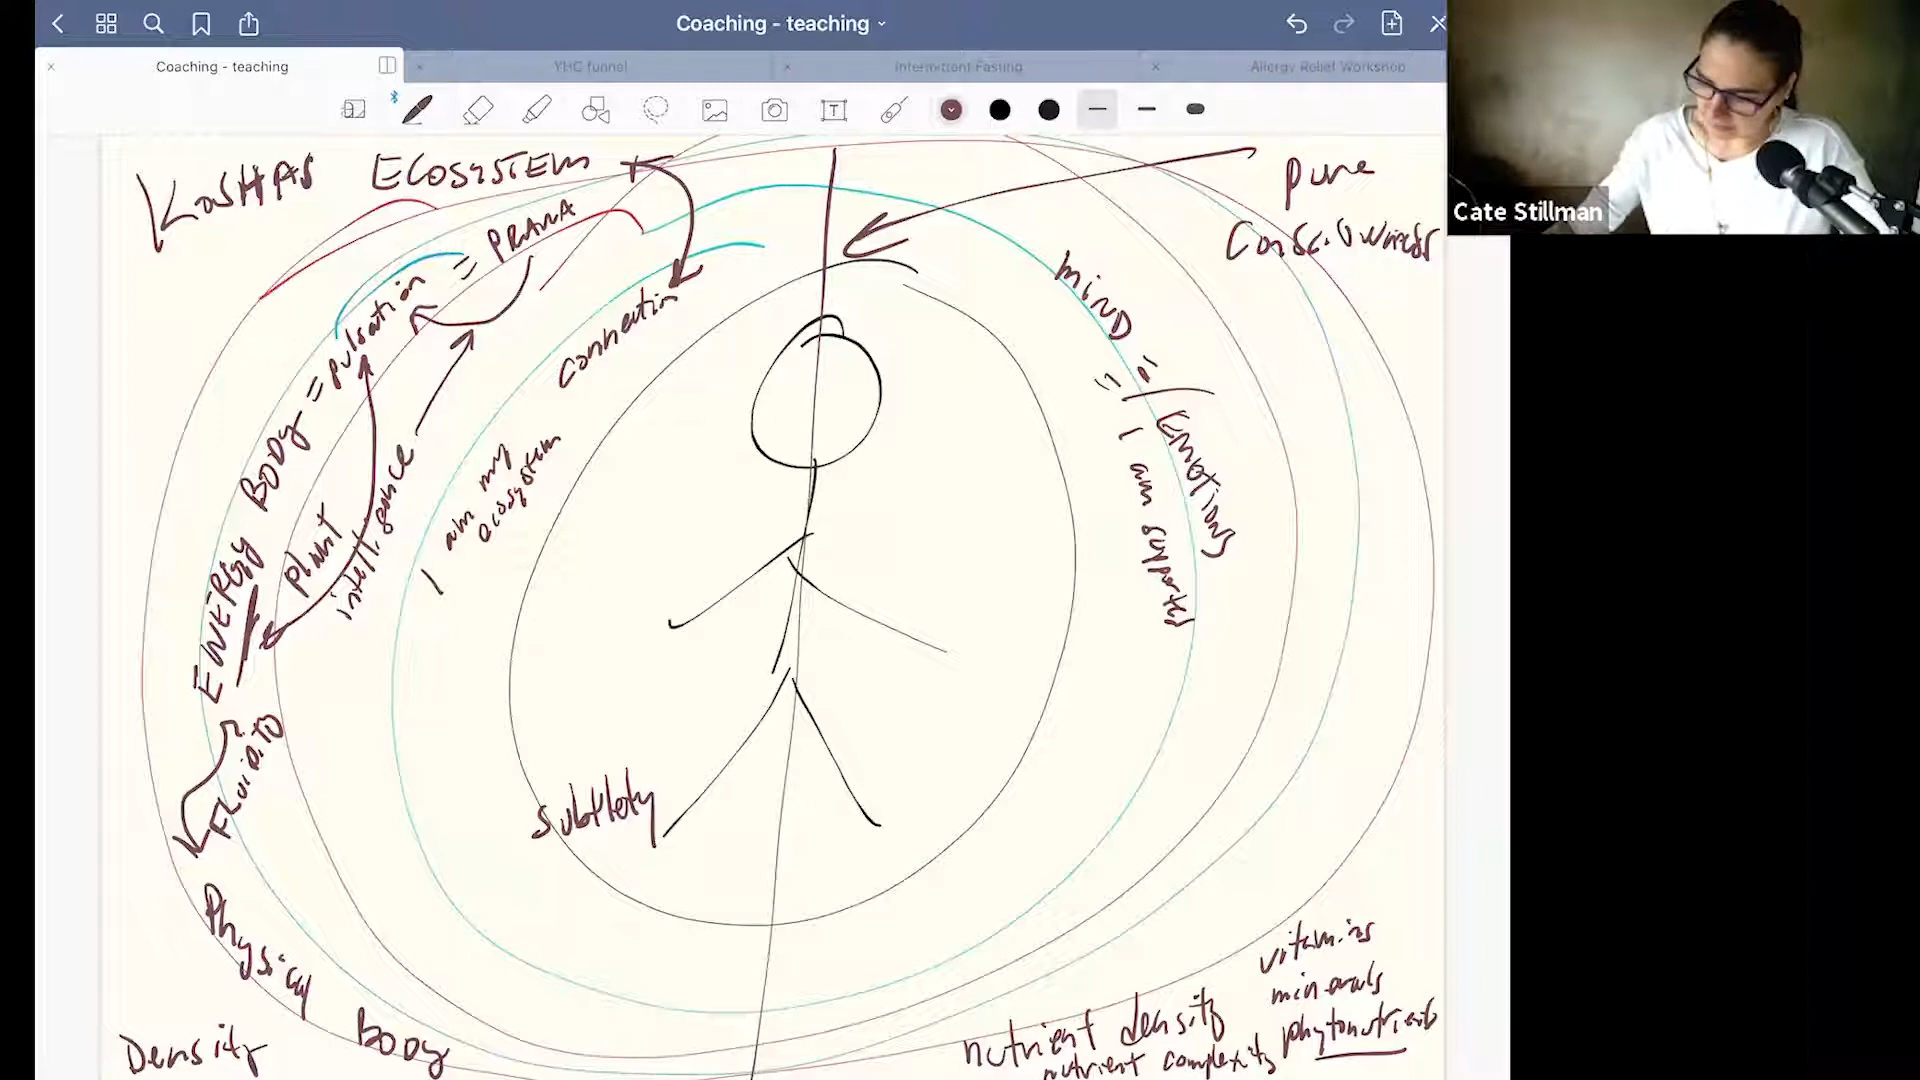 Coaching - teaching
Coaching - teaching
YHC funnel
Intermittent Fasting
Allergy Relief Workshop
Cate Stillman
KOSHAS ECOSYSTEM
pure
Consciousness
ENERGY BODY = pulsation = PRANA
connection
MIND
= Emotions
= I am supported
I am my
ecosystem
plant
intelligence
Fluidity
subtlety
Physical
Body
Density
vitamins
minerals
phytonutrients
nutrient density
nutrient complexity